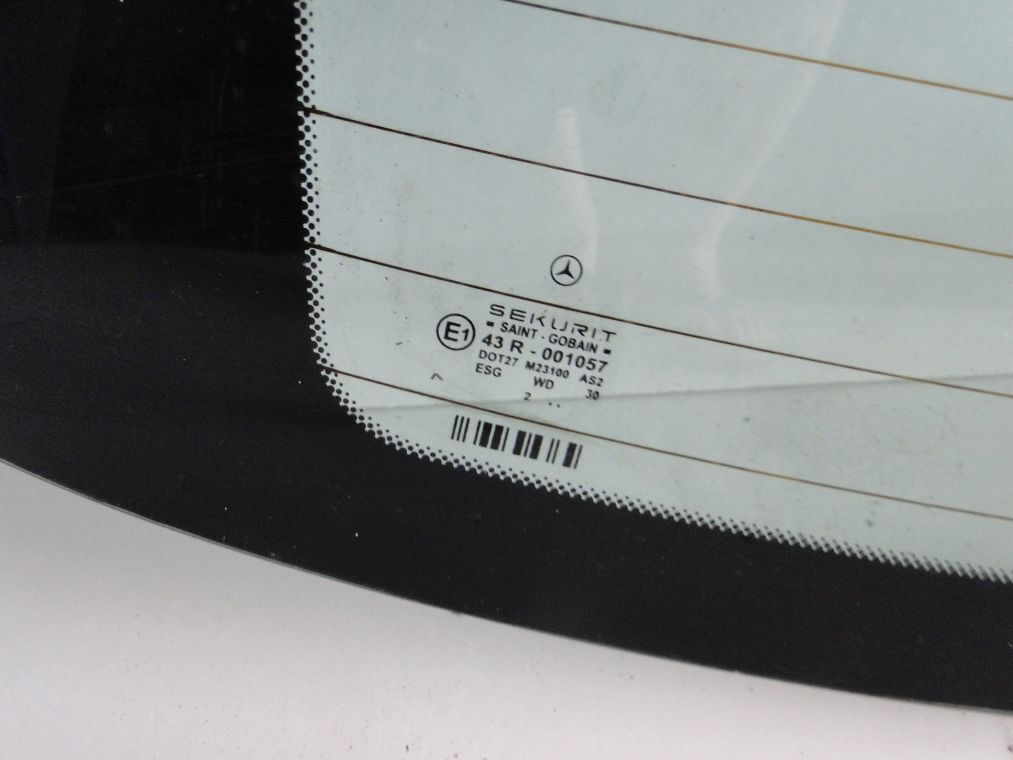 SEKURIT
SAINT - GOBAIN
E1
43 R - 001057
DOT27 M23100 AS2
ESG WD 30
2 ..